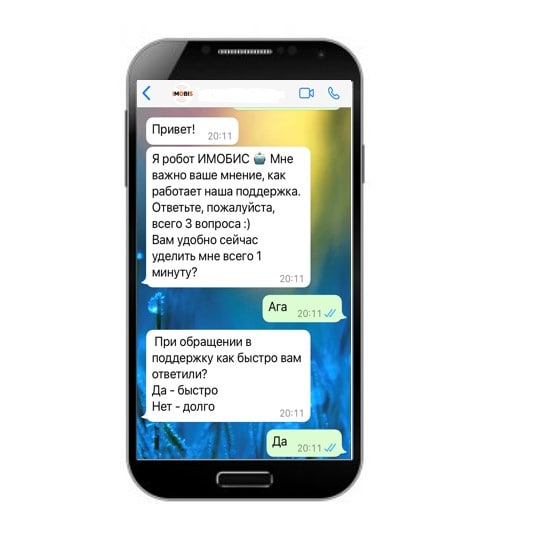 IMOBIS
Привет!
20:11
Я робот ИМОБИС 🤖 Мне
важно ваше мнение, как
работает наша поддержка.
Ответьте, пожалуйста,
всего 3 вопроса :)
Вам удобно сейчас
уделить мне всего 1
минуту?
20:11
Ага 20:11
При обращении в
поддержку как быстро вам
ответили?
Да - быстро
Нет - долго
20:11
Да 20:11